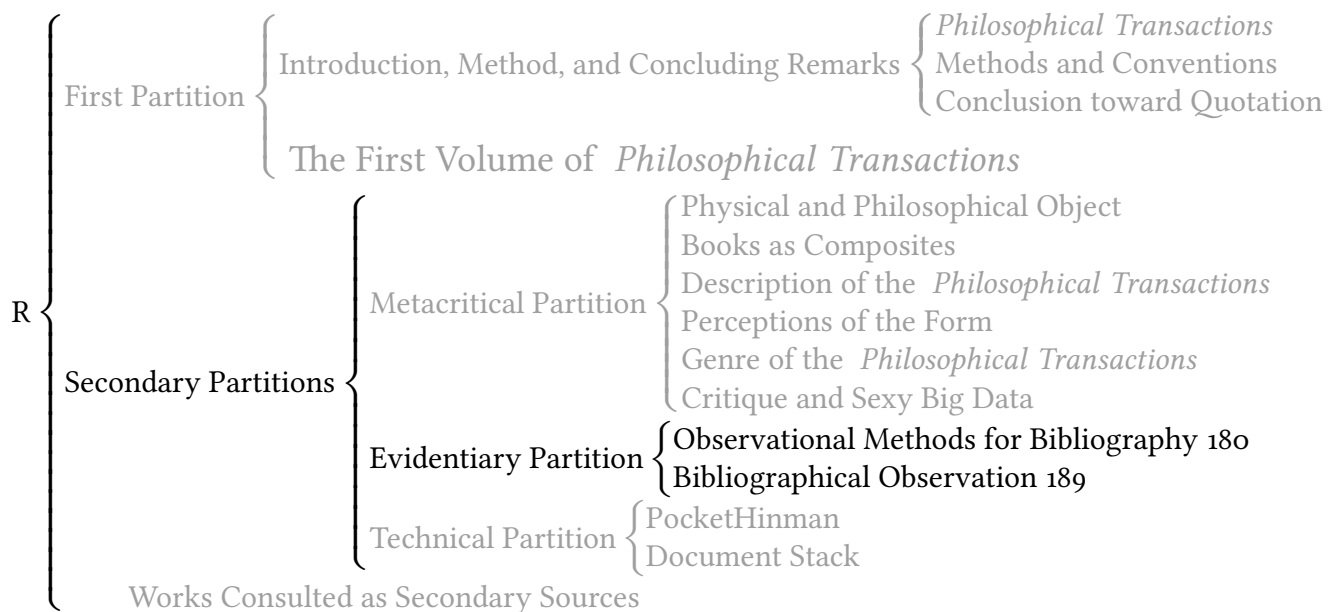 Philosophical Transactions
Introduction, Method, and Concluding Remarks
Methods and Conventions
First Partition
Conclusion toward Quotation
The First Volume of Philosophical Transactions
Physical and Philosophical Object
Books as Composites
Description of the Philosophical Transactions
Metacritical Partition
R
Perceptions of the Form
Genre of the Philosophical Transactions
Secondary Partitions
Critique and Sexy Big Data
Observational Methods for Bibliography 180
Evidentiary Partition
Bibliographical Observation 189
PocketHinman
Technical Partition
Document Stack
Works Consulted as Secondary Sources